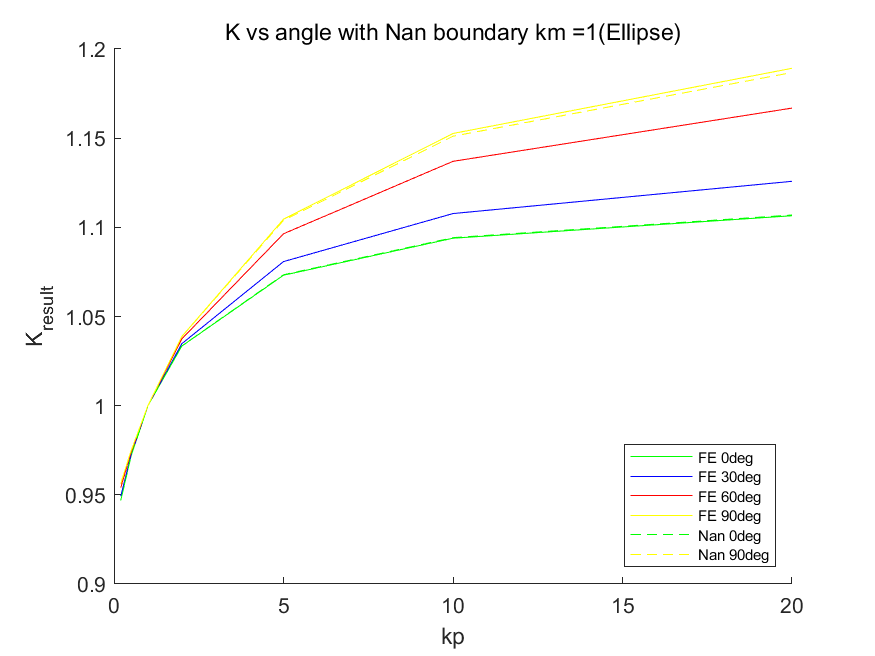 K vs angle with Nan boundary km =1(Ellipse)
1.2
1.15
1.1
1.05
1
0.95
0.9
K_result
0
5
10
15
20
kp
FE 0deg
FE 30deg
FE 60deg
FE 90deg
Nan 0deg
Nan 90deg